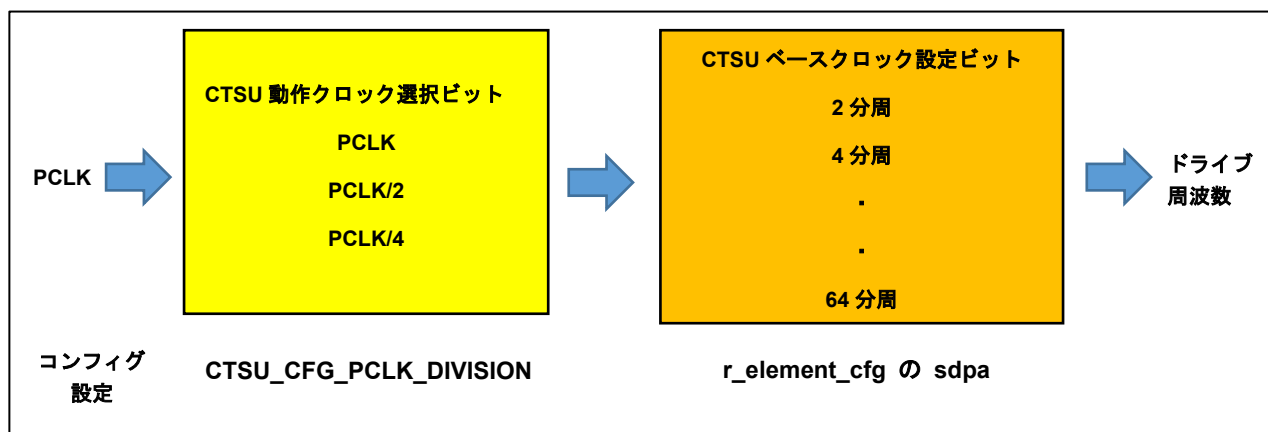 PCLK
CTSU 動作クロック選択ビット
PCLK
PCLK/2
PCLK/4
CTSU ベースクロック設定ビット
2 分周
4 分周
・
・
64 分周
ドライブ
周波数
コンフィグ
設定
CTSU_CFG_PCLK_DIVISION
r_element_cfg の sdpa